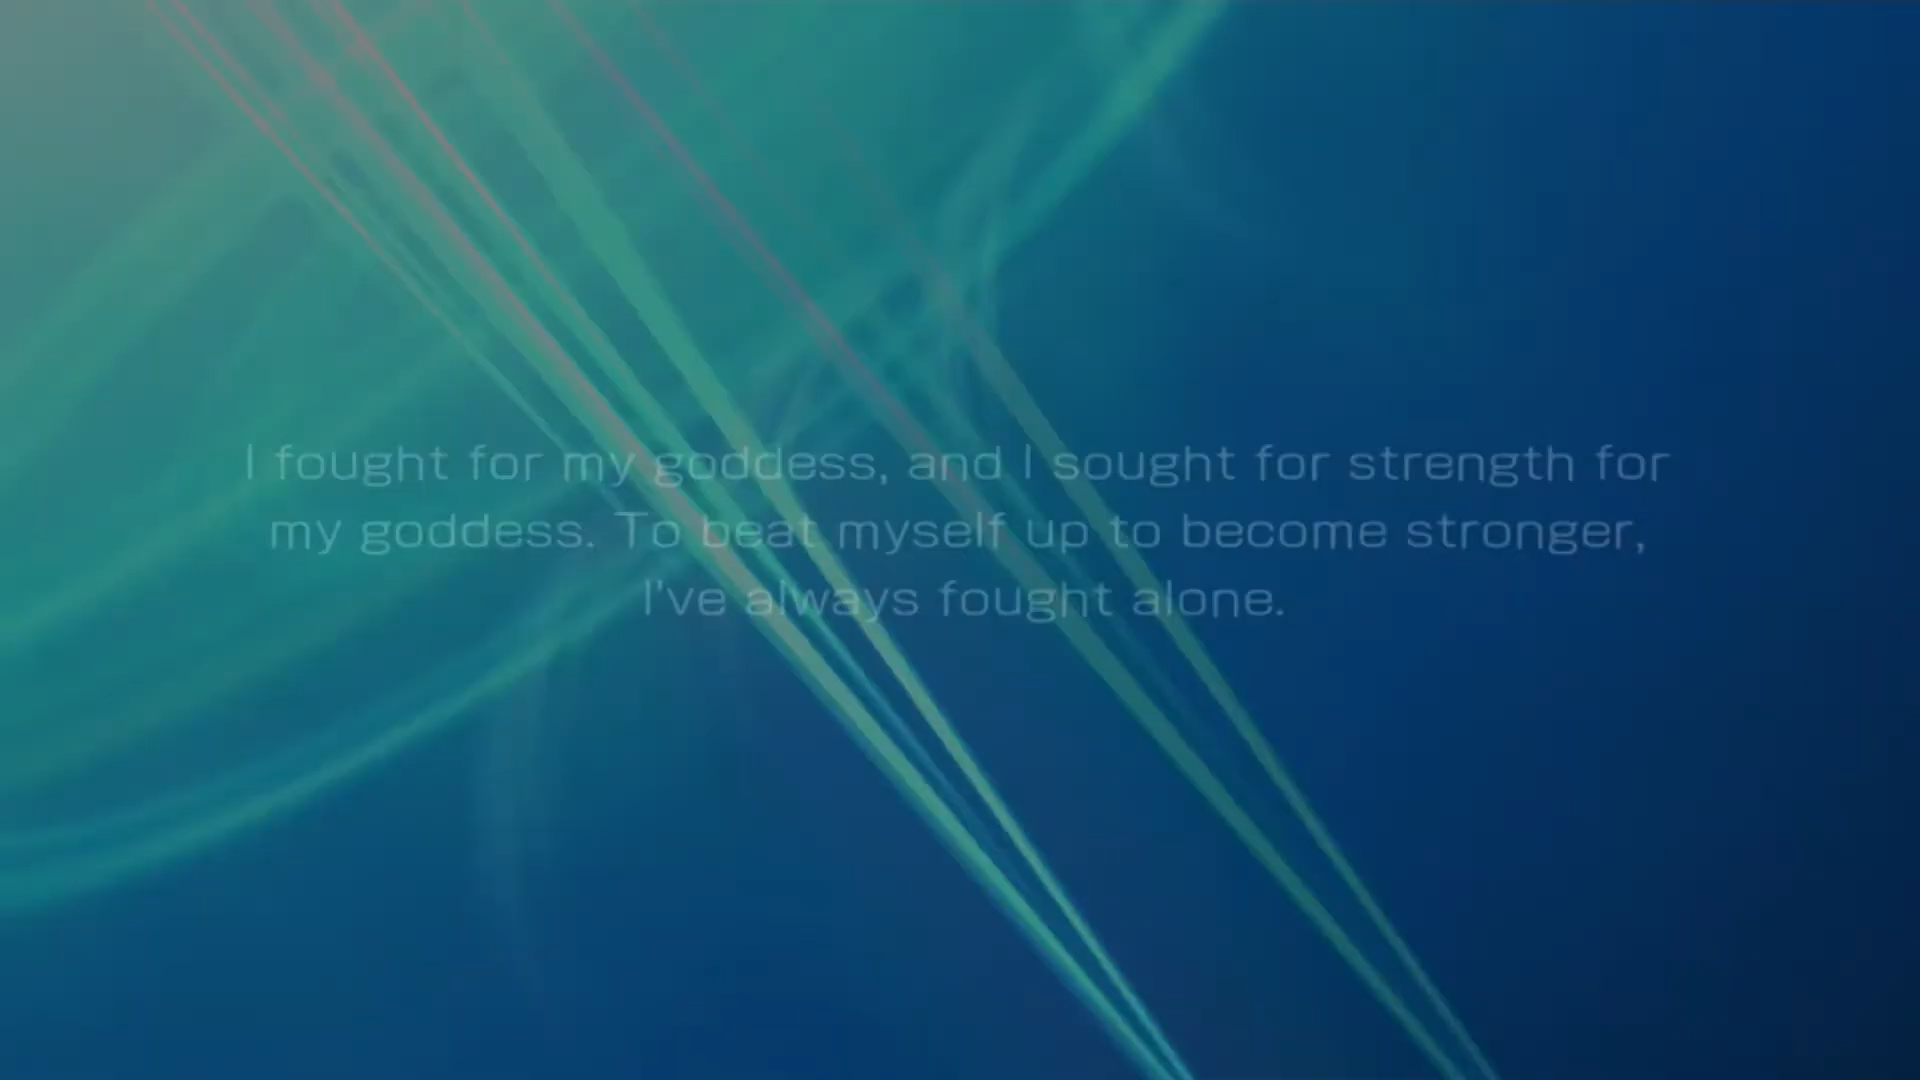 I fought for my goddess, and I sought for strength for
my goddess. To beat myself up to become stronger,
I've always fought alone.